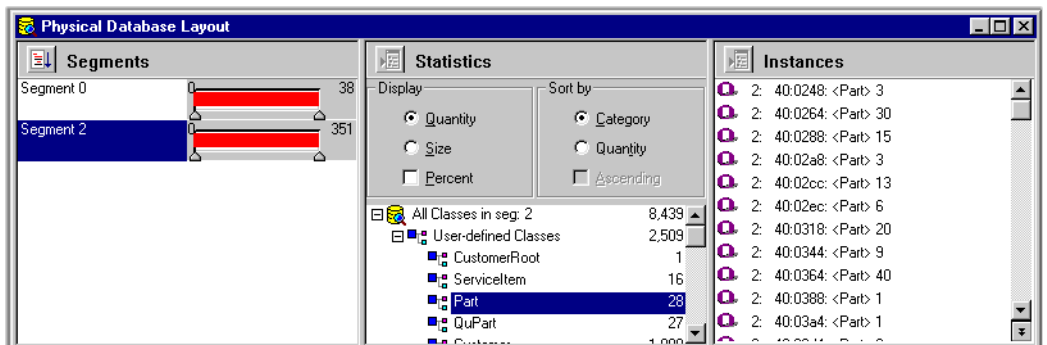 Physical Database Layout
Segments
Segment 0 0 38
Segment 2 0 351
Statistics
Display
Quantity
Size
Percent
Sort by
Category
Quantity
Ascending
All Classes in seg: 2 8,439
User-defined Classes 2,509
CustomerRoot 1
ServiceItem 16
Part 28
QuPart 27
Customer
Instances
2: 40:0248: <Part> 3
2: 40:0264: <Part> 30
2: 40:0288: <Part> 15
2: 40:02a8: <Part> 3
2: 40:02cc: <Part> 13
2: 40:02ec: <Part> 6
2: 40:0318: <Part> 20
2: 40:0344: <Part> 9
2: 40:0364: <Part> 40
2: 40:0388: <Part> 1
2: 40:03a4: <Part> 1